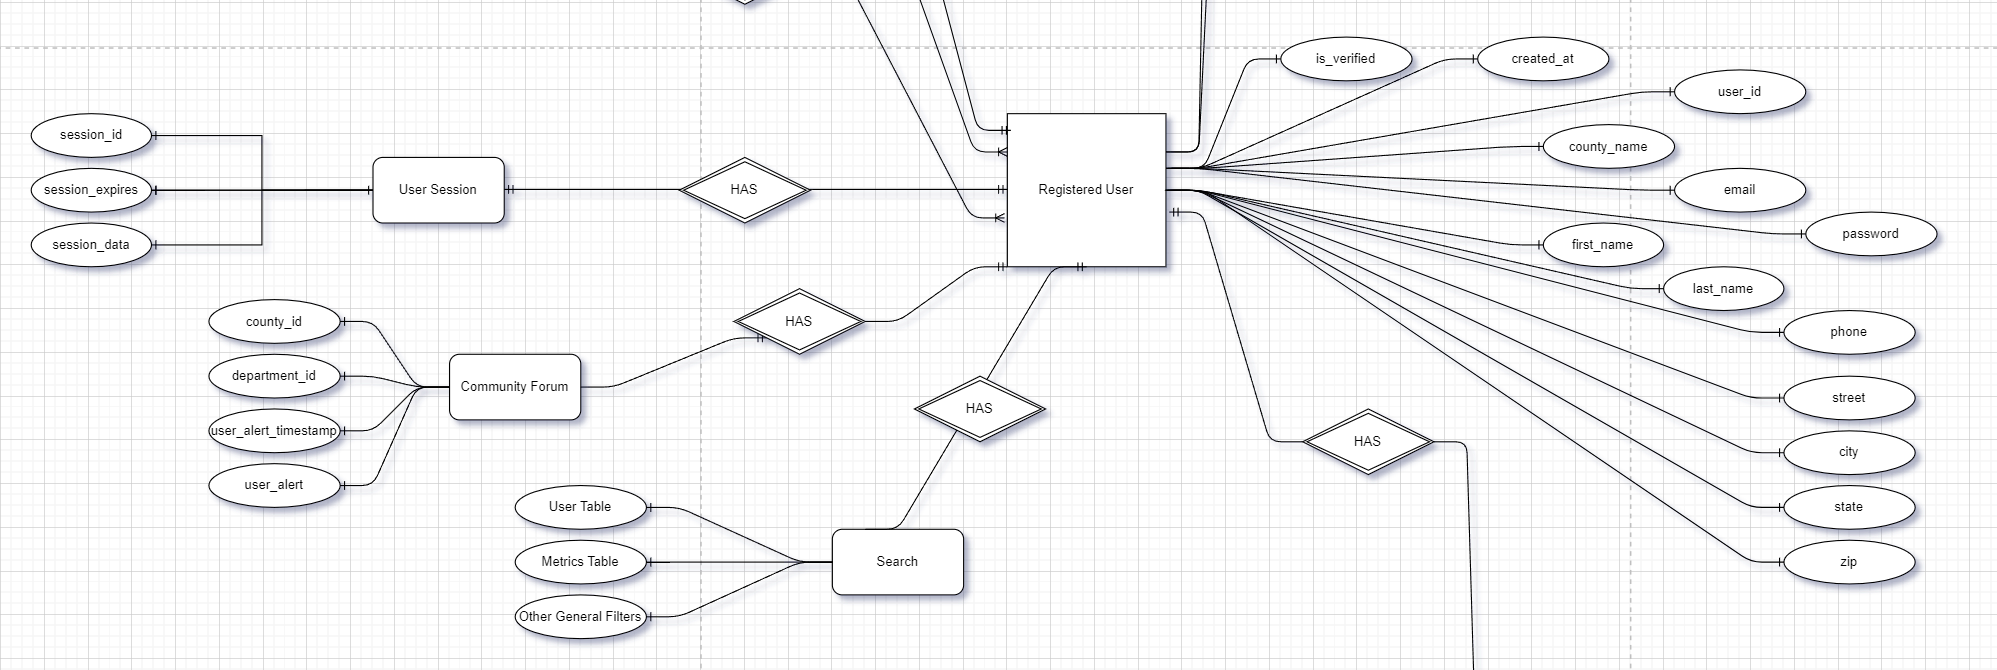 is_verified
created_at
user_id
session_id
county_name
session_expires
User Session
HAS
Registered User
email
session_data
password
first_name
last_name
county_id
HAS
phone
department_id
Community Forum
HAS
street
user_alert_timestamp
HAS
city
user_alert
User Table
state
Metrics Table
Search
zip
Other General Filters